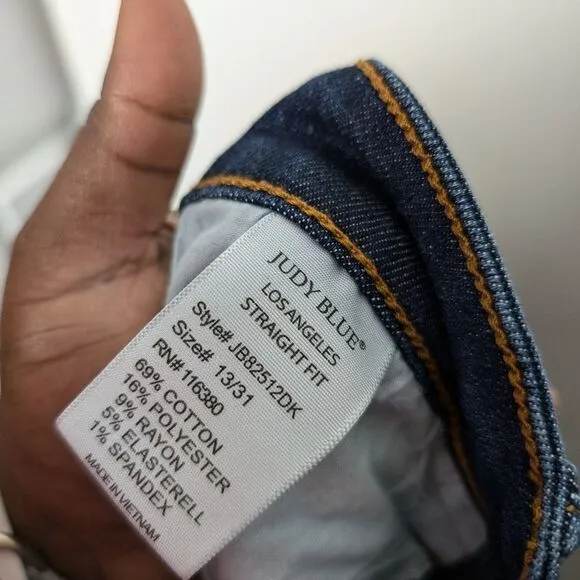 JUDY BLUE®
LOS ANGELES
STRAIGHT FIT
Style# JB82512DK
Size# 13/31
RN# 116380
69% COTTON
16% POLYESTER
9% RAYON
5% ELASTERELL
1% SPANDEX
MADE IN VIETNAM